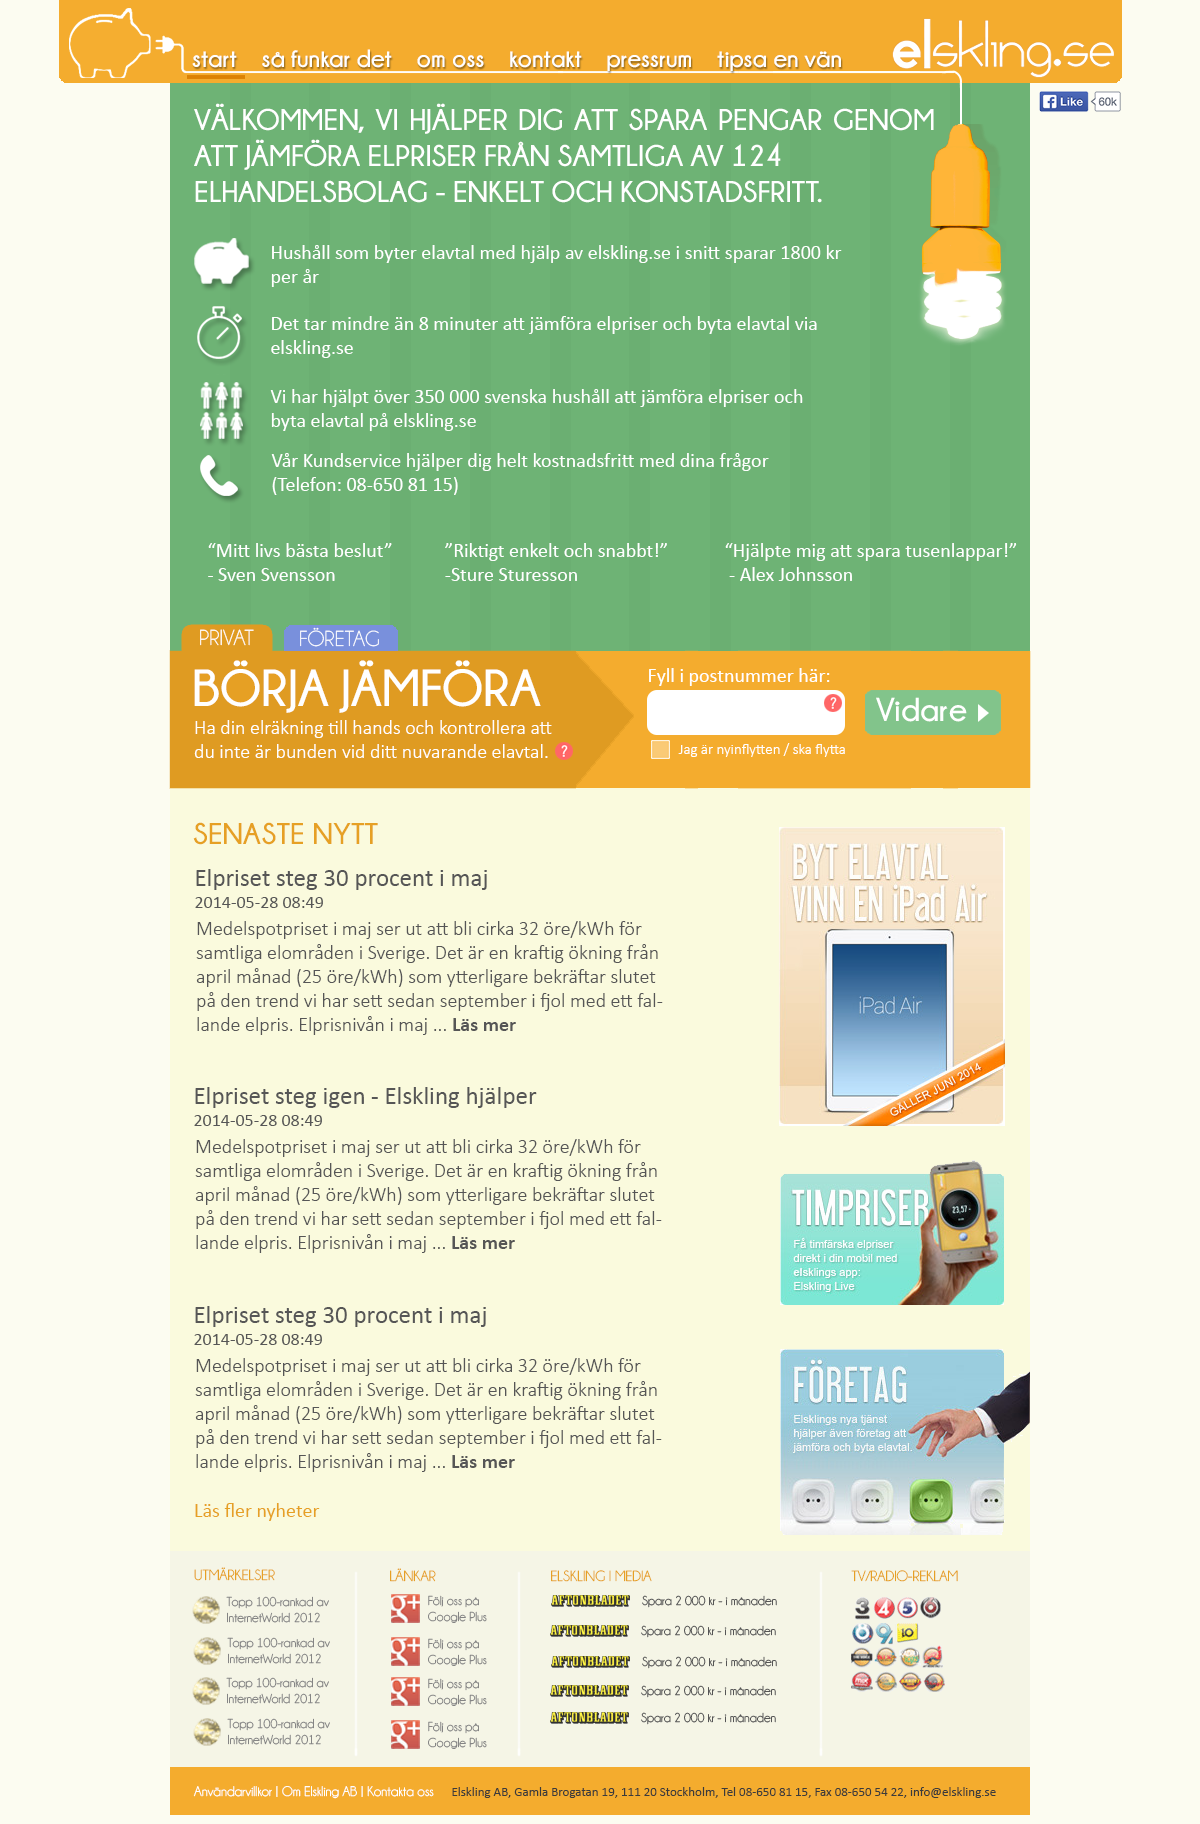 start så funkar det om oss kontakt pressrum tipsa en vän
elskling.se
Like 60k
VÄLKOMMEN, VI HJÄLPER DIG ATT SPARA PENGAR GENOM
ATT JÄMFÖRA ELPRISER FRÅN SAMTLIGA AV 124
ELHANDELSBOLAG - ENKELT OCH KONSTADSFRITT.
Hushåll som byter elavtal med hjälp av elskling.se i snitt sparar 1800 kr
per år
Det tar mindre än 8 minuter att jämföra elpriser och byta elavtal via
elskling.se
Vi har hjälpt över 350 000 svenska hushåll att jämföra elpriser och
byta elavtal på elskling.se
Vår Kundservice hjälper dig helt kostnadsfritt med dina frågor
(Telefon: 08-650 81 15)
“Mitt livs bästa beslut”
- Sven Svensson
”Riktigt enkelt och snabbt!”
-Sture Sturesson
“Hjälpte mig att spara tusenlappar!”
- Alex Johnsson
PRIVAT
FÖRETAG
BÖRJA JÄMFÖRA
Ha din elräkning till hands och kontrollera att
du inte är bunden vid ditt nuvarande elavtal. ?
Fyll i postnummer här:
?
Vidare
Jag är nyinflytten / ska flytta
SENASTE NYTT
Elpriset steg 30 procent i maj
2014-05-28 08:49
Medelspotpriset i maj ser ut att bli cirka 32 öre/kWh för
samtliga elområden i Sverige. Det är en kraftig ökning från
april månad (25 öre/kWh) som ytterligare bekräftar slutet
på den trend vi har sett sedan september i fjol med ett fal-
lande elpris. Elprisnivån i maj ... Läs mer
Elpriset steg igen - Elskling hjälper
2014-05-28 08:49
Medelspotpriset i maj ser ut att bli cirka 32 öre/kWh för
samtliga elområden i Sverige. Det är en kraftig ökning från
april månad (25 öre/kWh) som ytterligare bekräftar slutet
på den trend vi har sett sedan september i fjol med ett fal-
lande elpris. Elprisnivån i maj ... Läs mer
Elpriset steg 30 procent i maj
2014-05-28 08:49
Medelspotpriset i maj ser ut att bli cirka 32 öre/kWh för
samtliga elområden i Sverige. Det är en kraftig ökning från
april månad (25 öre/kWh) som ytterligare bekräftar slutet
på den trend vi har sett sedan september i fjol med ett fal-
lande elpris. Elprisnivån i maj ... Läs mer
Läs fler nyheter
BYT ELAVTAL
VINN EN iPad Air
iPad Air
GÄLLER JUNI 2014
TIMPRISER
23,57
Få timfärska elpriser
direkt i din mobil med
elsklings app:
Elskling Live
FÖRETAG
Elsklings nya tjänst
hjälper även företag att
jämföra och byta elavtal.
UTMÄRKELSER
Topp 100-rankad av
InternetWorld 2012
Topp 100-rankad av
InternetWorld 2012
Topp 100-rankad av
InternetWorld 2012
Topp 100-rankad av
InternetWorld 2012
LÄNKAR
g+ Följ oss på
Google Plus
g+ Följ oss på
Google Plus
g+ Följ oss på
Google Plus
g+ Följ oss på
Google Plus
ELSKLING I MEDIA
AFTONBLADET Spara 2 000 kr - i månaden
AFTONBLADET Spara 2 000 kr - i månaden
AFTONBLADET Spara 2 000 kr - i månaden
AFTONBLADET Spara 2 000 kr - i månaden
AFTONBLADET Spara 2 000 kr - i månaden
TV/RADIO-REKLAM
3 4 5 6
9 10
Användarvillkor | Om Elskling AB | Kontakta oss
Elskling AB, Gamla Brogatan 19, 111 20 Stockholm, Tel 08-650 81 15, Fax 08-650 54 22, info@elskling.se